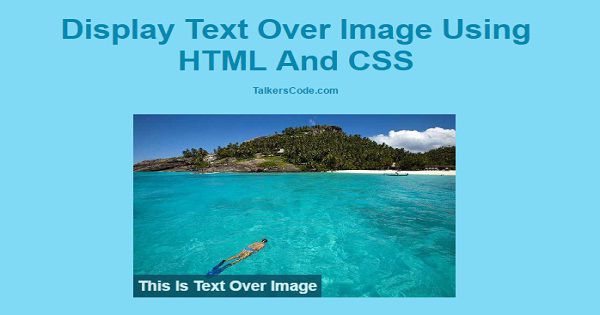 Display Text Over Image Using
HTML And CSS
TalkersCode.com
This Is Text Over Image